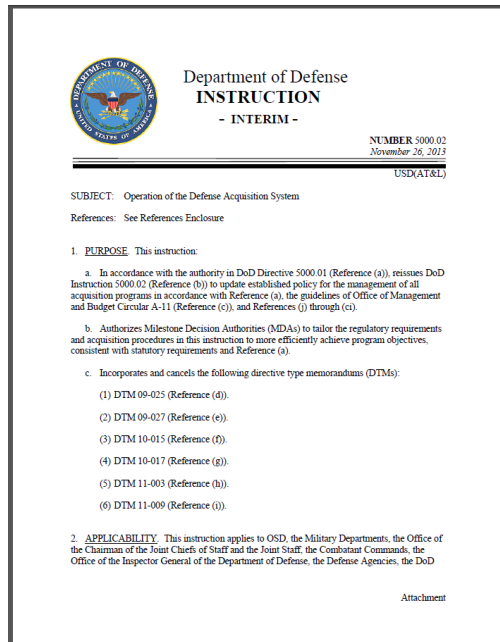 DEPARTMENT OF DEFENSE
UNITED STATES OF AMERICA
Department of Defense
INSTRUCTION
- INTERIM -
NUMBER 5000.02
November 26, 2013
USD(AT&L)
SUBJECT: Operation of the Defense Acquisition System
References: See References Enclosure
1. PURPOSE. This instruction:
a. In accordance with the authority in DoD Directive 5000.01 (Reference (a)), reissues DoD
Instruction 5000.02 (Reference (b)) to update established policy for the management of all
acquisition programs in accordance with Reference (a), the guidelines of Office of Management
and Budget Circular A-11 (Reference (c)), and References (j) through (ci).
b. Authorizes Milestone Decision Authorities (MDAs) to tailor the regulatory requirements
and acquisition procedures in this instruction to more efficiently achieve program objectives,
consistent with statutory requirements and Reference (a).
c. Incorporates and cancels the following directive type memorandums (DTMs):
(1) DTM 09-025 (Reference (d)).
(2) DTM 09-027 (Reference (e)).
(3) DTM 10-015 (Reference (f)).
(4) DTM 10-017 (Reference (g)).
(5) DTM 11-003 (Reference (h)).
(6) DTM 11-009 (Reference (i)).
2. APPLICABILITY. This instruction applies to OSD, the Military Departments, the Office of
the Chairman of the Joint Chiefs of Staff and the Joint Staff, the Combatant Commands, the
Office of the Inspector General of the Department of Defense, the Defense Agencies, the DoD
Attachment